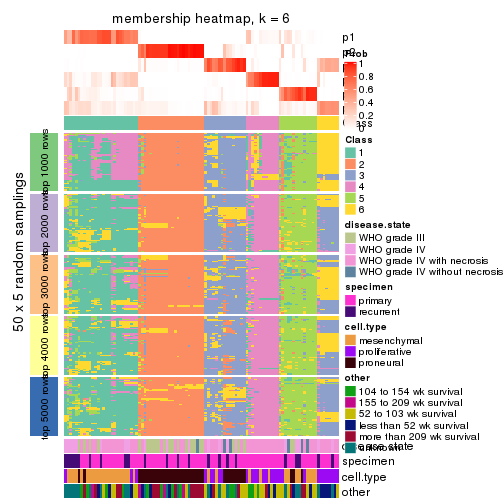 membership heatmap, k = 6
p1
p2
Prob
1
0.8
0.6
0.4
0.2
0
Class
Class
1
2
3
4
5
6
disease.state
WHO grade III
WHO grade IV
WHO grade IV with necrosis
WHO grade IV without necrosis
specimen
primary
recurrent
cell.type
mesenchymal
proliferative
proneural
other
104 to 154 wk survival
155 to 209 wk survival
52 to 103 wk survival
less than 52 wk survival
more than 209 wk survival
unknown
50 x 5 random samplings
top 1000 rows
top 2000 rows
top 3000 rows
top 4000 rows
top 5000 rows
disease.state
specimen
cell.type
other